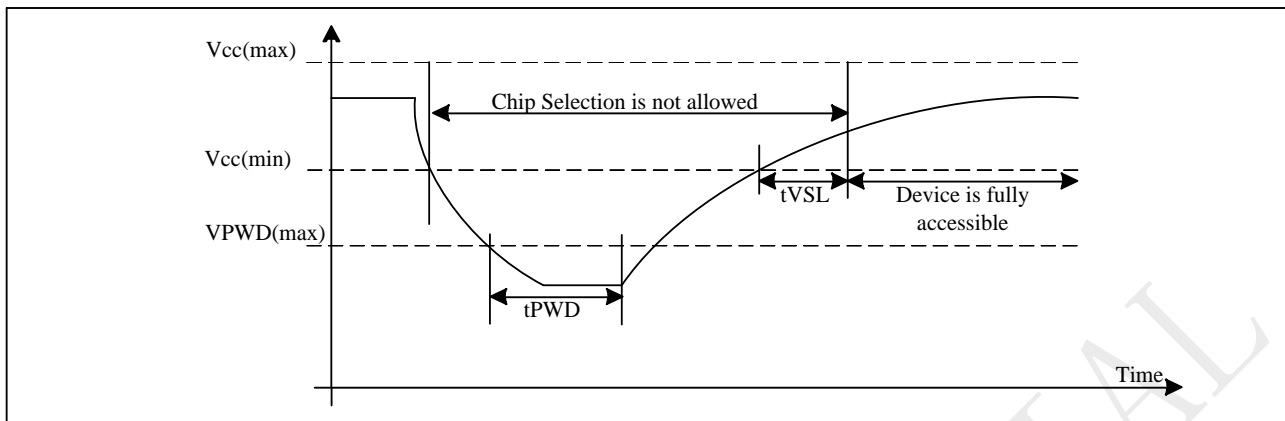 Vcc(max)
Chip Selection is not allowed
Vcc(min)
tVSL
Device is fully
accessible
VPWD(max)
tPWD
Time